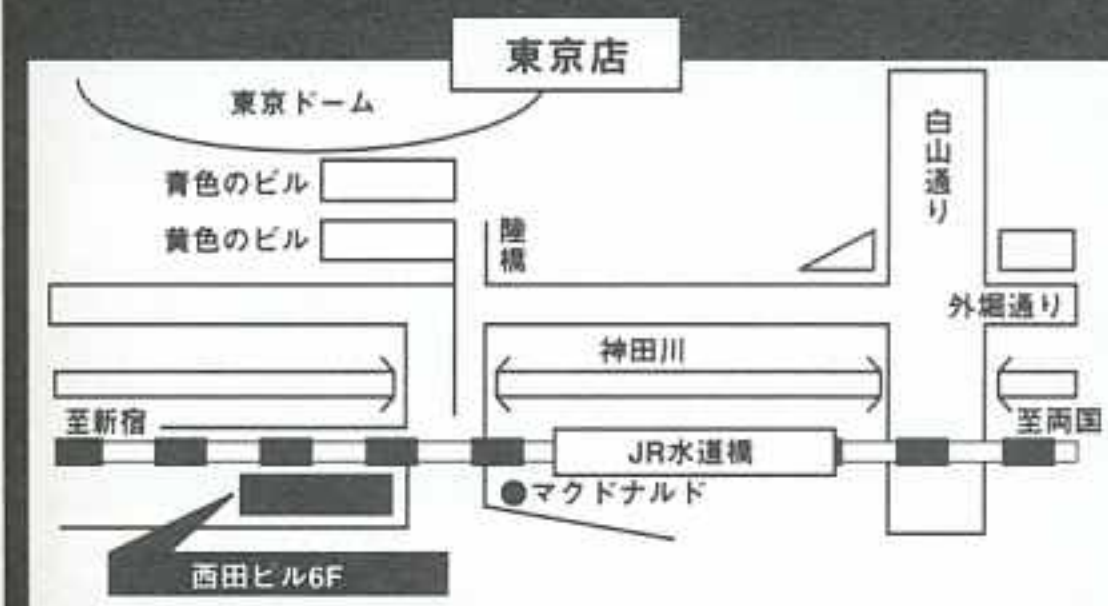 東京店
東京ドーム
白山通り
青色のビル
黄色のビル
陸橋
外堀通り
神田川
至新宿
至両国
JR水道橋
●マクドナルド
西田ビル6F